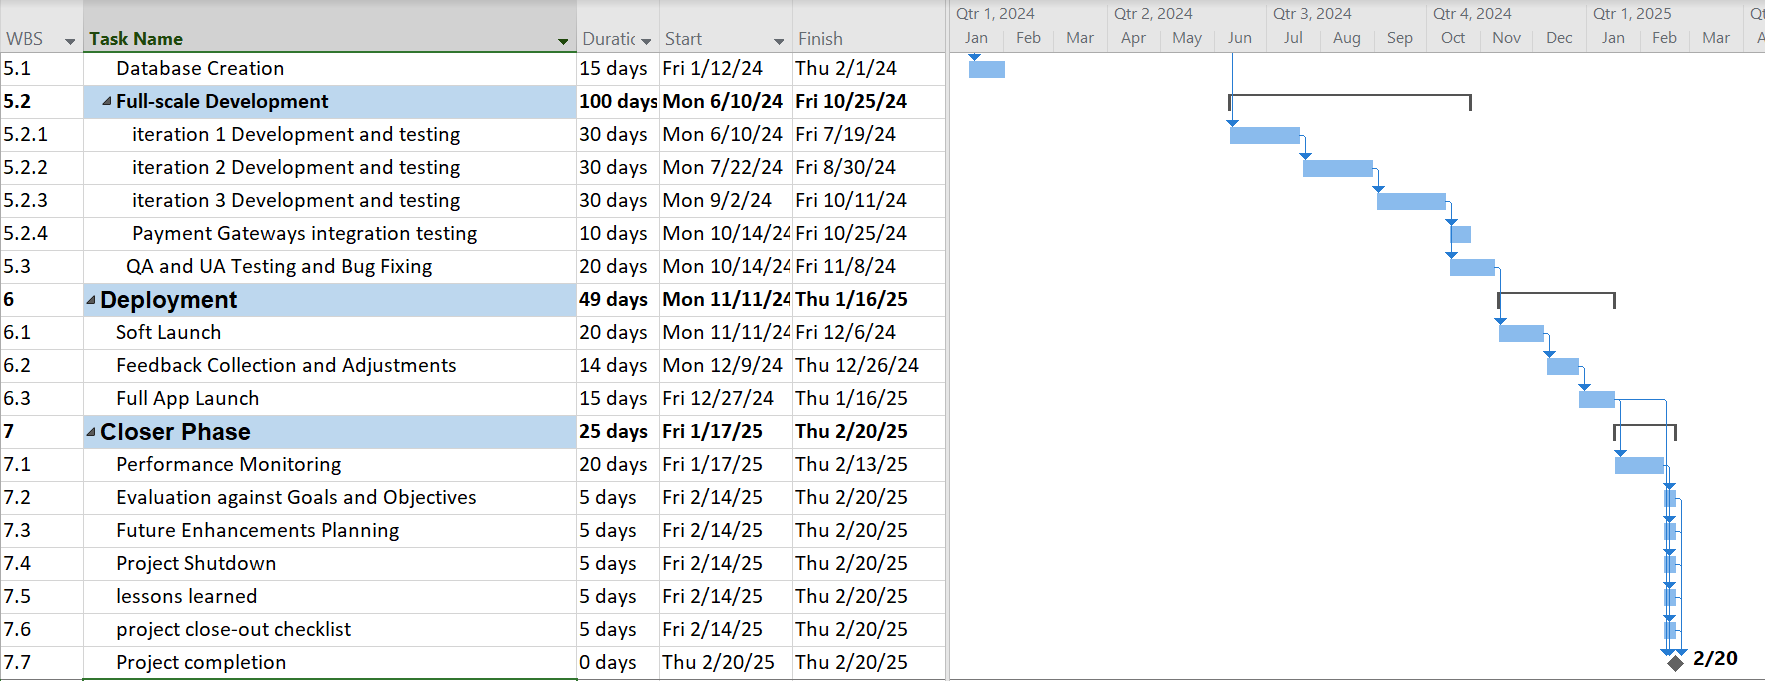 Qtr 1, 2024 Qtr 2, 2024 Qtr 3, 2024 Qtr 4, 2024 Qtr 1, 2025 Qt
WBS Task Name Duratic Start Finish Jan Feb Mar Apr May Jun Jul Aug Sep Oct Nov Dec Jan Feb Mar A
5.1 Database Creation 15 days Fri 1/12/24 Thu 2/1/24
5.2 Full-scale Development 100 days Mon 6/10/24 Fri 10/25/24
5.2.1 iteration 1 Development and testing 30 days Mon 6/10/24 Fri 7/19/24
5.2.2 iteration 2 Development and testing 30 days Mon 7/22/24 Fri 8/30/24
5.2.3 iteration 3 Development and testing 30 days Mon 9/2/24 Fri 10/11/24
5.2.4 Payment Gateways integration testing 10 days Mon 10/14/24 Fri 10/25/24
5.3 QA and UA Testing and Bug Fixing 20 days Mon 10/14/24 Fri 11/8/24
6 Deployment 49 days Mon 11/11/24 Thu 1/16/25
6.1 Soft Launch 20 days Mon 11/11/24 Fri 12/6/24
6.2 Feedback Collection and Adjustments 14 days Mon 12/9/24 Thu 12/26/24
6.3 Full App Launch 15 days Fri 12/27/24 Thu 1/16/25
7 Closer Phase 25 days Fri 1/17/25 Thu 2/20/25
7.1 Performance Monitoring 20 days Fri 1/17/25 Thu 2/13/25
7.2 Evaluation against Goals and Objectives 5 days Fri 2/14/25 Thu 2/20/25
7.3 Future Enhancements Planning 5 days Fri 2/14/25 Thu 2/20/25
7.4 Project Shutdown 5 days Fri 2/14/25 Thu 2/20/25
7.5 lessons learned 5 days Fri 2/14/25 Thu 2/20/25
7.6 project close-out checklist 5 days Fri 2/14/25 Thu 2/20/25
7.7 Project completion 0 days Thu 2/20/25 Thu 2/20/25 2/20